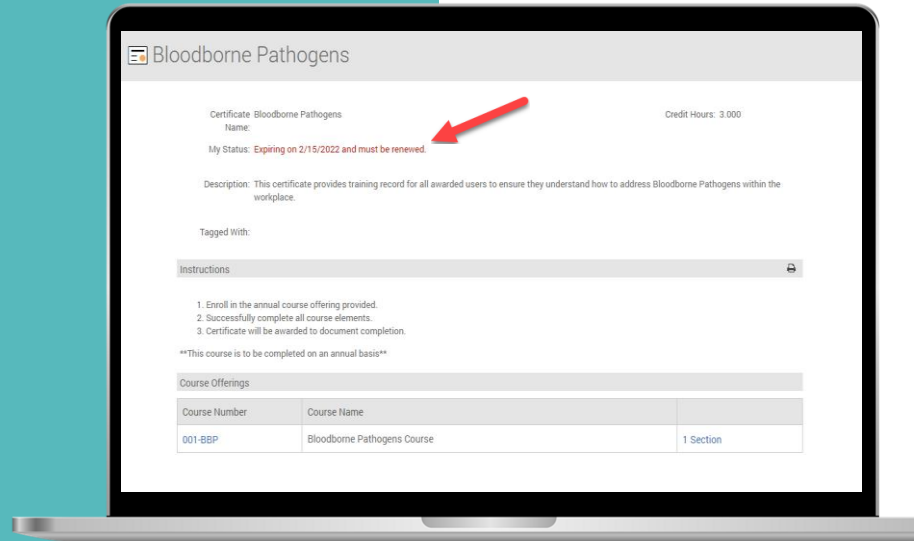 Bloodborne Pathogens
Certificate Name: Bloodborne Pathogens
Credit Hours: 3.000
My Status: Expiring on 2/15/2022 and must be renewed.
Description: This certificate provides training record for all awarded users to ensure they understand how to address Bloodborne Pathogens within the
workplace.
Tagged With:
Instructions
1. Enroll in the annual course offering provided.
2. Successfully complete all course elements.
3. Certificate will be awarded to document completion.
**This course is to be completed on an annual basis**
Course Offerings
Course Number Course Name
001-BBP Bloodborne Pathogens Course 1 Section